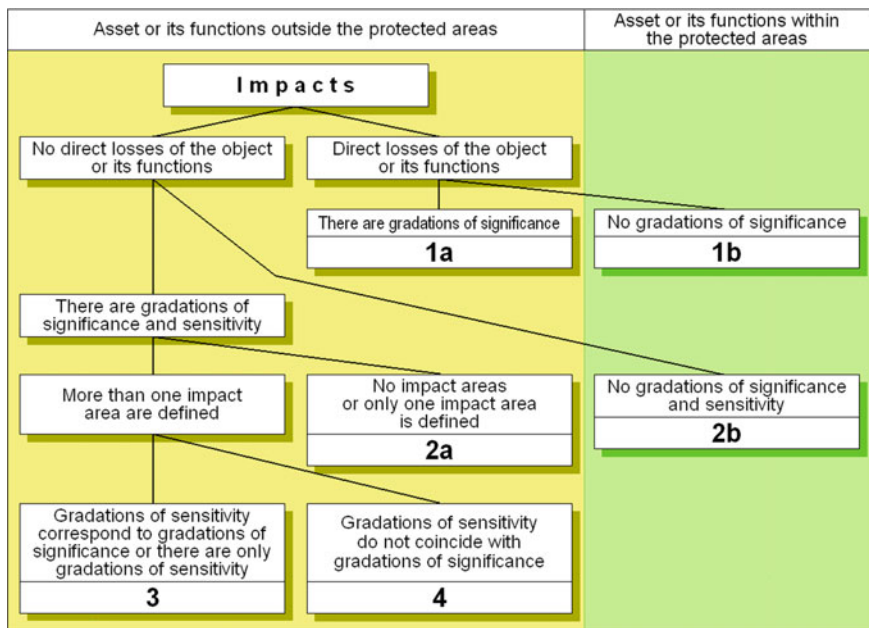 Asset or its functions outside the protected areas
Asset or its functions within
the protected areas
Impacts
No direct losses of the object
or its functions
Direct losses of the object
or its functions
There are gradations of significance
1a
No gradations of significance
1b
There are gradations of
significance and sensitivity
More than one impact
area are defined
No impact areas
or only one impact area
is defined
2a
No gradations of significance
and sensitivity
2b
Gradations of sensitivity
correspond to gradations of
significance or there are only
gradations of sensitivity
3
Gradations of sensitivity
do not coincide with
gradations of significance
4